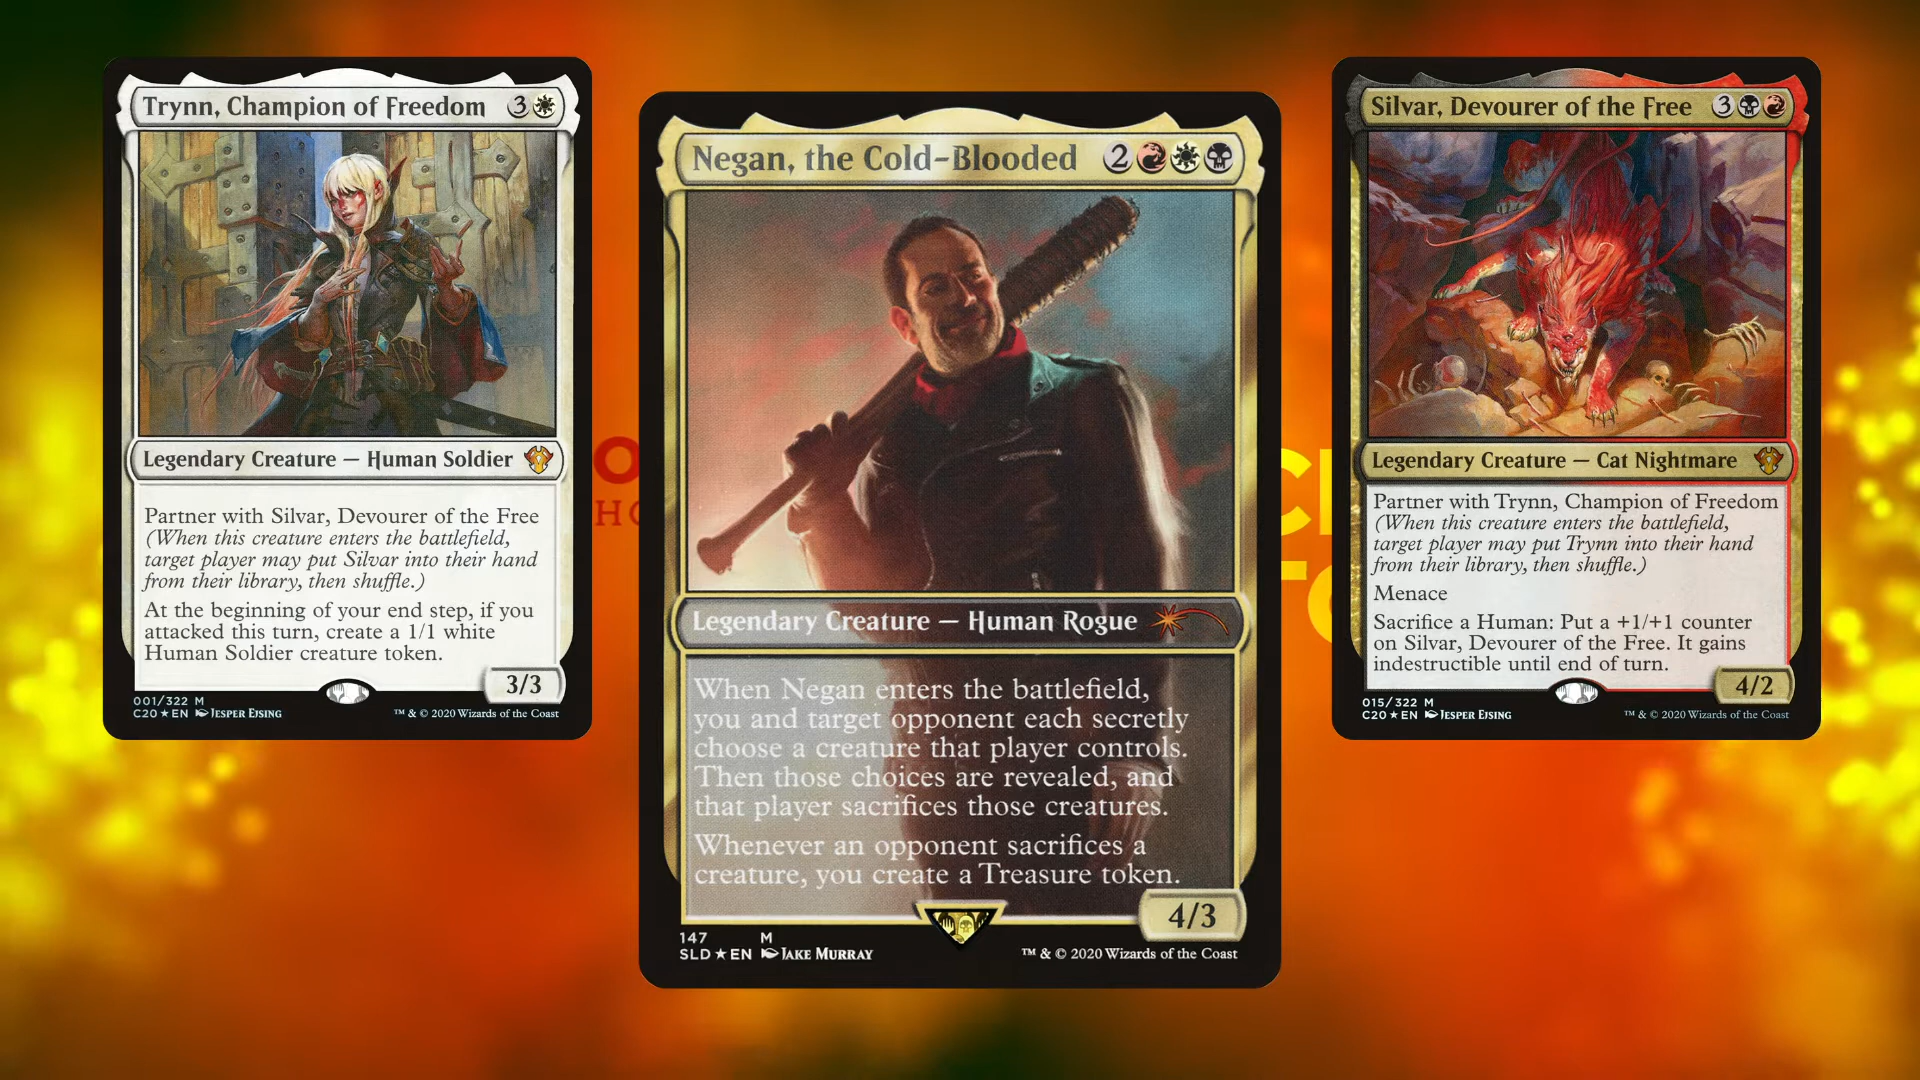 Trynn, Champion of Freedom 3
Legendary Creature — Human Soldier
Partner with Silvar, Devourer of the Free
(When this creature enters the battlefield,
target player may put Silvar into their hand
from their library, then shuffle.)
At the beginning of your end step, if you
attacked this turn, create a 1/1 white
Human Soldier creature token.
3/3
001/322 M
C20★EN Jesper Ejsing
™ & © 2020 Wizards of the Coast
Negan, the Cold-Blooded 2
Legendary Creature — Human Rogue
When Negan enters the battlefield,
you and target opponent each secretly
choose a creature that player controls.
Then those choices are revealed, and
that player sacrifices those creatures.
Whenever an opponent sacrifices a
creature, you create a Treasure token.
4/3
147 M
SLD★EN Jake Murray
™ & © 2020 Wizards of the Coast
Silvar, Devourer of the Free 3
Legendary Creature — Cat Nightmare
Partner with Trynn, Champion of Freedom
(When this creature enters the battlefield,
target player may put Trynn into their hand
from their library, then shuffle.)
Menace
Sacrifice a Human: Put a +1/+1 counter
on Silvar, Devourer of the Free. It gains
indestructible until end of turn.
4/2
015/322 M
C20★EN Jesper Ejsing
™ & © 2020 Wizards of the Coast